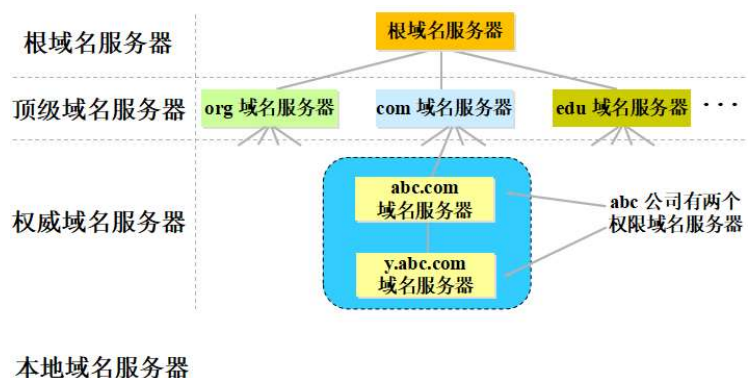 根域名服务器
根域名服务器
顶级域名服务器
org 域名服务器
com 域名服务器
edu 域名服务器
···
权威域名服务器
abc.com
域名服务器
abc 公司有两个
权限域名服务器
y.abc.com
域名服务器
本地域名服务器